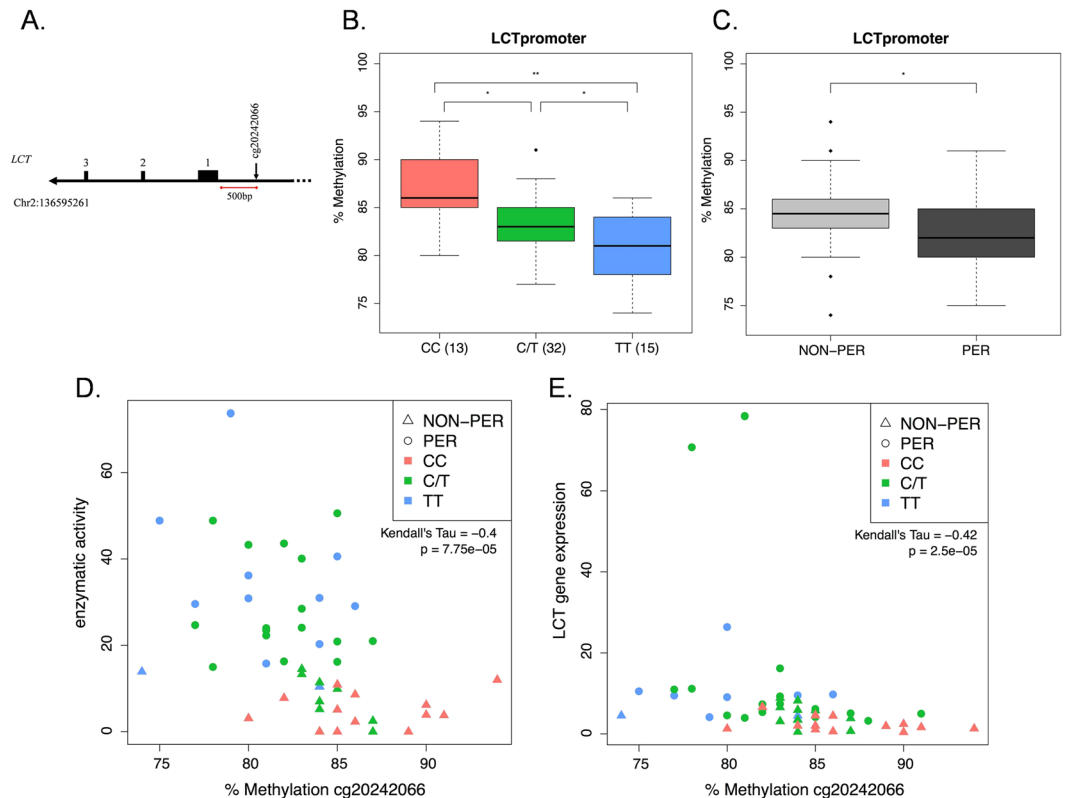 A.
LCT
3
2
1
cg20242066
500bp
Chr2:136595261
B.
LCTpromoter
% Methylation
100
95
90
85
80
75
**
*
*
CC (13)
C/T (32)
TT (15)
C.
LCTpromoter
% Methylation
100
95
90
85
80
75
*
NON−PER
PER
D.
enzymatic activity
60
40
20
0
NON−PER
PER
CC
C/T
TT
Kendall's Tau = −0.4
p = 7.75e−05
75
80
85
90
% Methylation cg20242066
E.
LCT gene expression
80
60
40
20
0
NON−PER
PER
CC
C/T
TT
Kendall's Tau = −0.42
p = 2.5e−05
75
80
85
90
% Methylation cg20242066